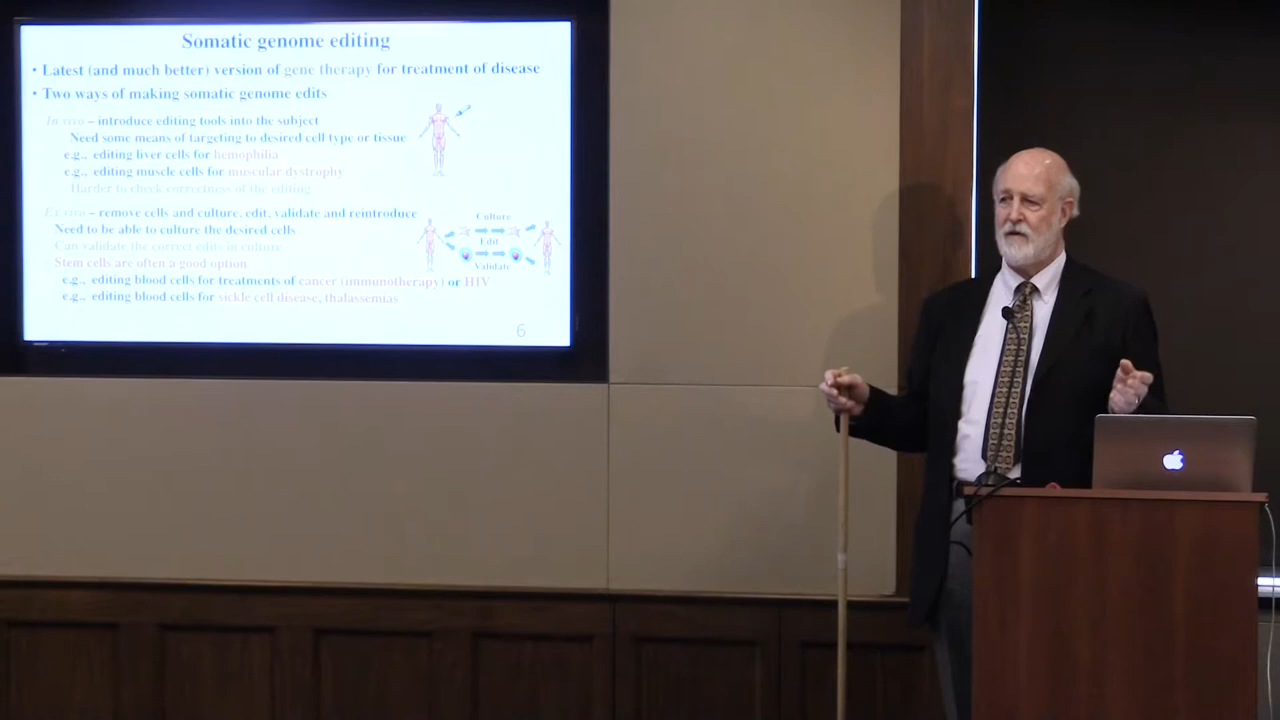 Somatic genome editing
• Latest (and much better) version of gene therapy for treatment of disease
• Two ways of making somatic genome edits
In vivo – introduce editing tools into the subject
Need some means of targeting to desired cell type or tissue
e.g., editing liver cells for hemophilia
e.g., editing muscle cells for muscular dystrophy
Harder to check correctness of the editing
Ex vivo – remove cells and culture, edit, validate and reintroduce
Need to be able to culture the desired cells
Can validate the correct edits in culture
Stem cells are often a good option
e.g., editing blood cells for treatments of cancer (immunotherapy) or HIV
e.g., editing blood cells for sickle cell disease, thalassemias
Culture
Edit
Validate
6